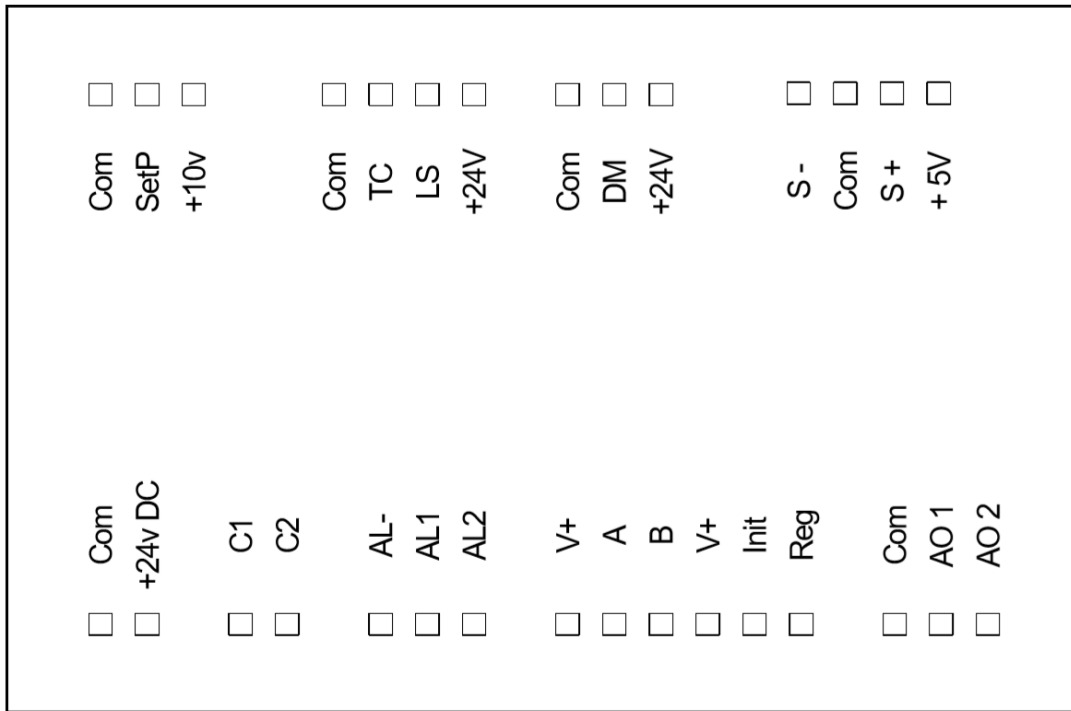 Com
SetP
+10v
Com
TC
LS
+24V
Com
DM
+24V
S -
Com
S +
+ 5V
Com
+24v DC
C1
C2
AL-
AL1
AL2
V+
A
B
V+
Init
Reg
Com
AO 1
AO 2